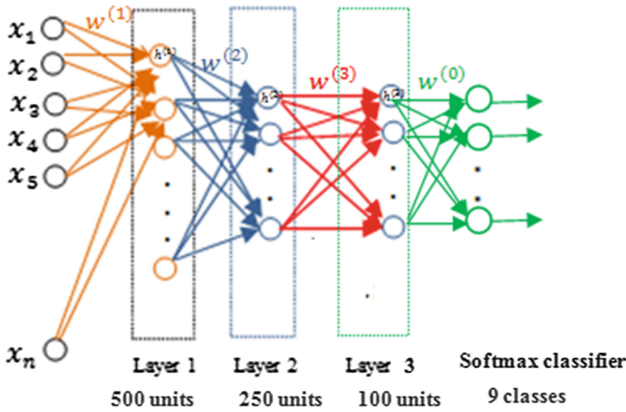 x₁
x₂
x₃
x₄
x₅
xₙ
w⁽¹⁾
w⁽²⁾
w⁽³⁾
w⁽⁰⁾
Layer 1
500 units
Layer 2
250 units
Layer 3
100 units
Softmax classifier
9 classes